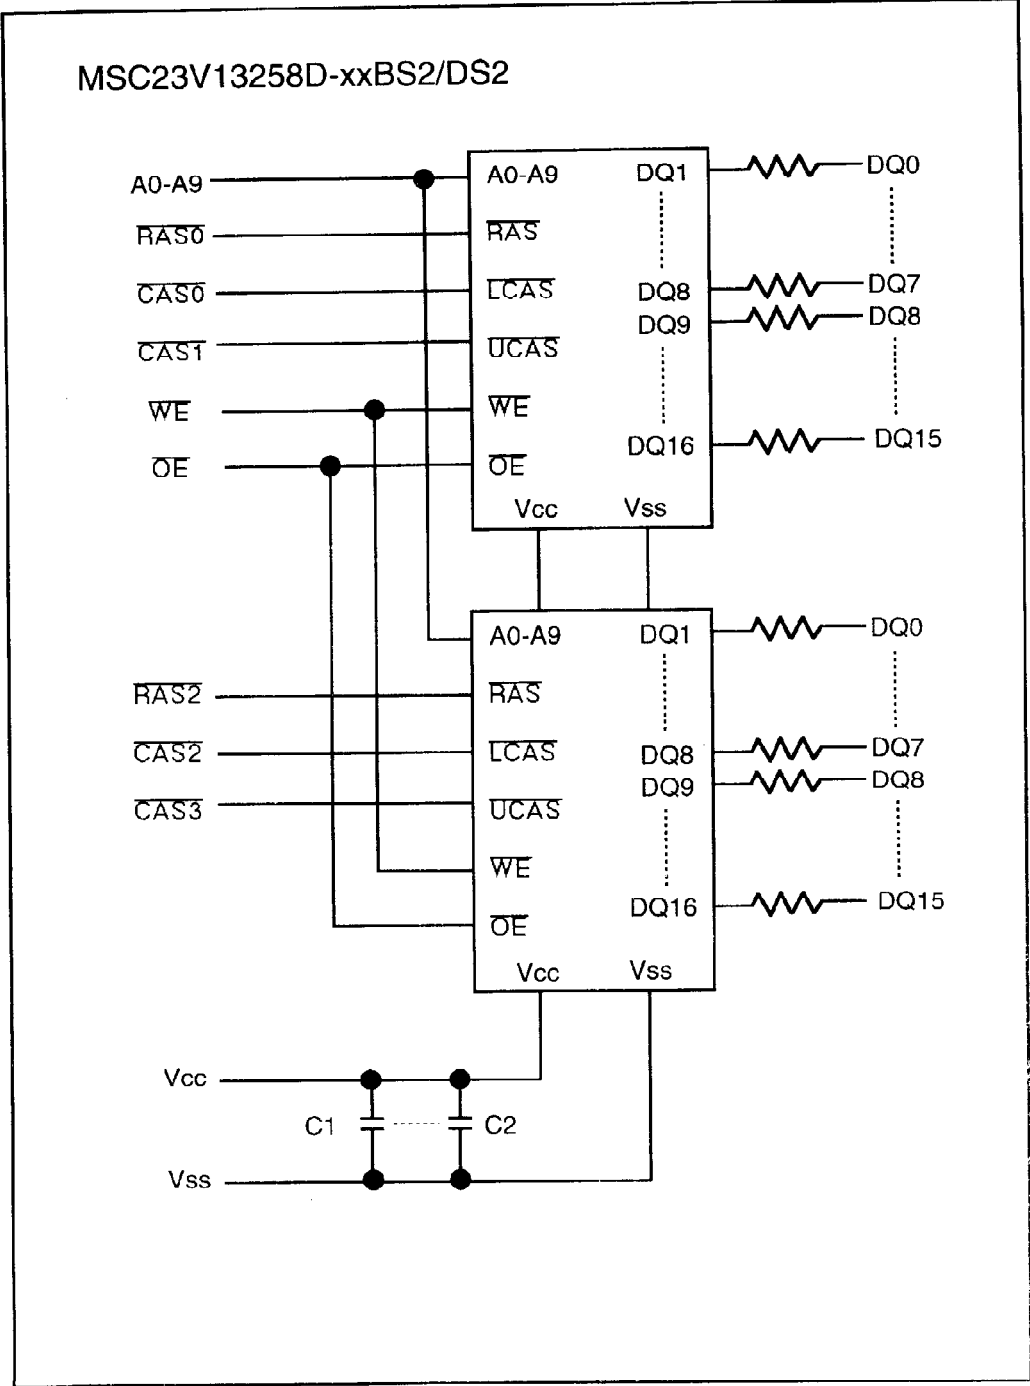 MSC23V13258D-xxBS2/DS2
A0-A9 A0-A9 DQ1 DQ0
RAS0 RAS
CAS0 LCAS DQ8 DQ7
DQ9 DQ8
CAS1 UCAS
WE WE
DQ16 DQ15
OE OE
Vcc Vss
A0-A9 DQ1 DQ0
RAS2 RAS
CAS2 LCAS DQ8 DQ7
DQ9 DQ8
CAS3 UCAS
WE
DQ16 DQ15
OE
Vcc Vss
Vcc
C1 C2
Vss